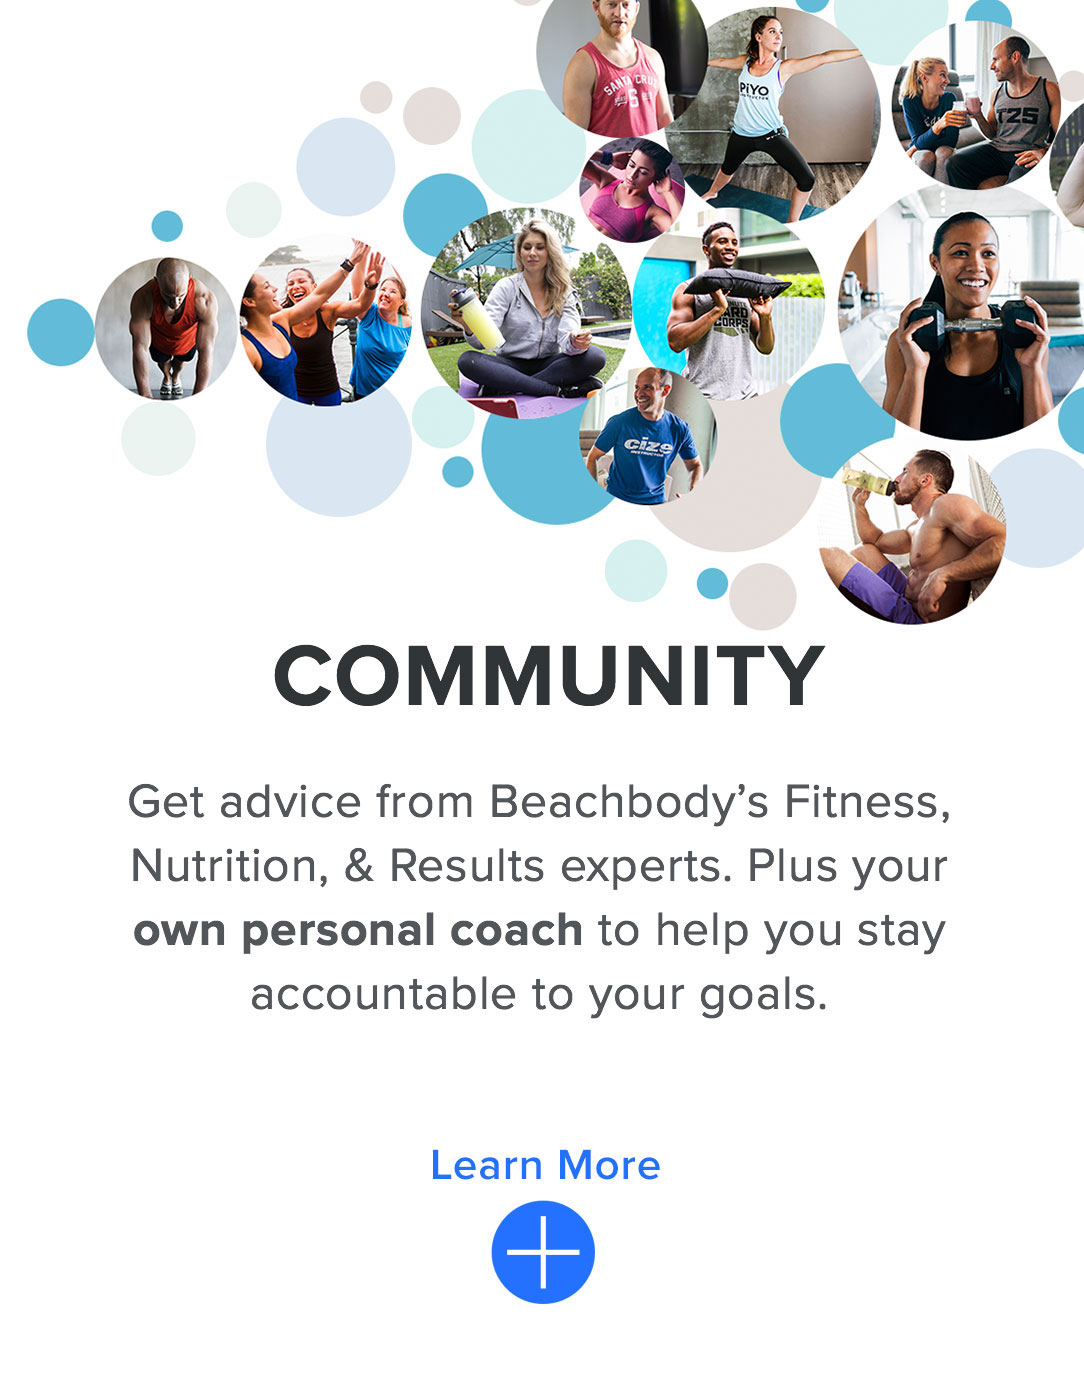 SANTA CRUZ
S
PiYO
INSTRUCTOR
T25
HARD
CORPS
cize
INSTRUCTOR
COMMUNITY
Get advice from Beachbody’s Fitness,
Nutrition, & Results experts. Plus your
own personal coach to help you stay
accountable to your goals.
Learn More